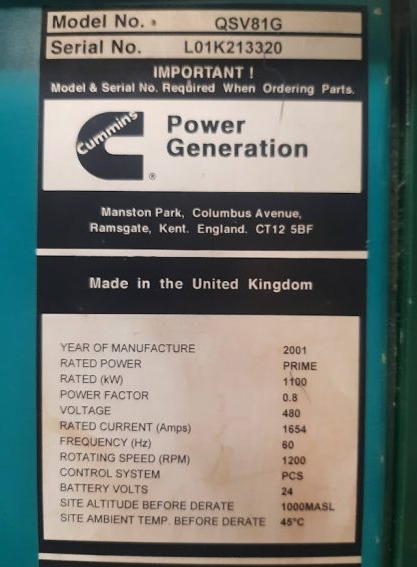 Model No. QSV81G
Serial No. L01K213320
IMPORTANT !
Model & Serial No. Required When Ordering Parts.
Cummins
®
Power
Generation
Manston Park, Columbus Avenue,
Ramsgate, Kent. England. CT12 5BF
Made in the United Kingdom
YEAR OF MANUFACTURE 2001
RATED POWER PRIME
RATED (kW) 1100
POWER FACTOR 0.8
VOLTAGE 480
RATED CURRENT (Amps) 1654
FREQUENCY (Hz) 60
ROTATING SPEED (RPM) 1200
CONTROL SYSTEM PCS
BATTERY VOLTS 24
SITE ALTITUDE BEFORE DERATE 1000MASL
SITE AMBIENT TEMP. BEFORE DERATE 45°C